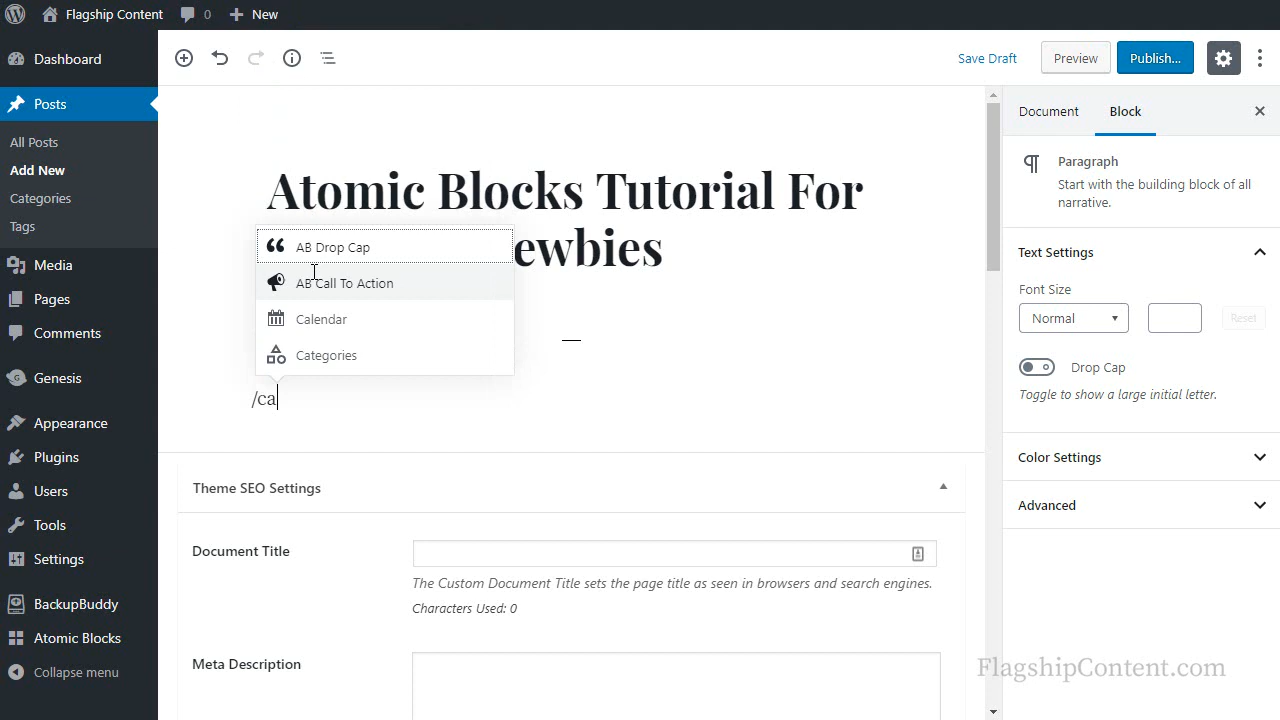 Flagship Content 0 New
Dashboard
Posts
All Posts
Add New
Categories
Tags
Media
Pages
Comments
Genesis
Appearance
Plugins
Users
Tools
Settings
BackupBuddy
Atomic Blocks
Collapse menu
Save Draft Preview Publish...
Atomic Blocks Tutorial For
ewbies
AB Drop Cap
AB Call To Action
Calendar
Categories
/ca
Theme SEO Settings
Document Title
The Custom Document Title sets the page title as seen in browsers and search engines.
Characters Used: 0
Meta Description
Document Block
Paragraph
Start with the building block of all
narrative.
Text Settings
Font Size
Normal Reset
Drop Cap
Toggle to show a large initial letter.
Color Settings
Advanced
FlagshipContent.com